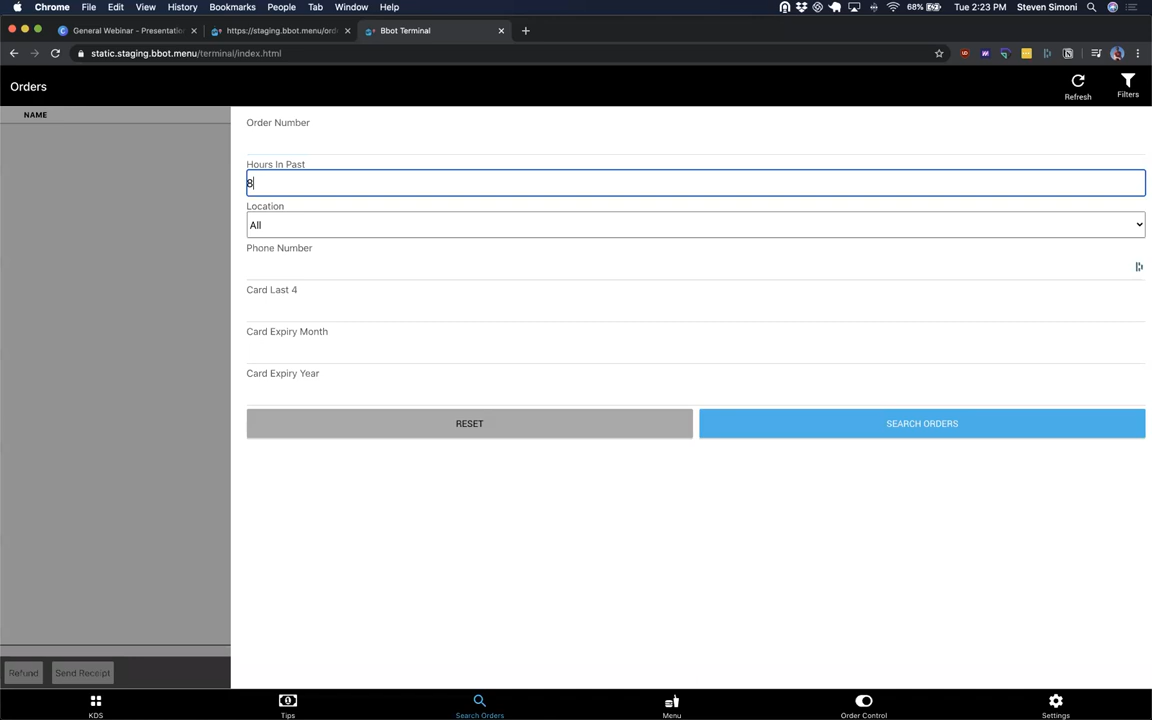 Chrome File Edit View History Bookmarks People Tab Window Help 68% Tue 2:23 PM Steven Simoni
General Webinar - Presentatio https://staging.bbot.menu/ord Bbot Terminal
static.staging.bbot.menu/terminal/index.html
Orders
Refresh
Filters
NAME
Order Number
Hours In Past
8
Location
All
Phone Number
Card Last 4
Card Expiry Month
Card Expiry Year
RESET SEARCH ORDERS
Refund Send Receipt
KDS Tips Search Orders Menu Order Control Settings